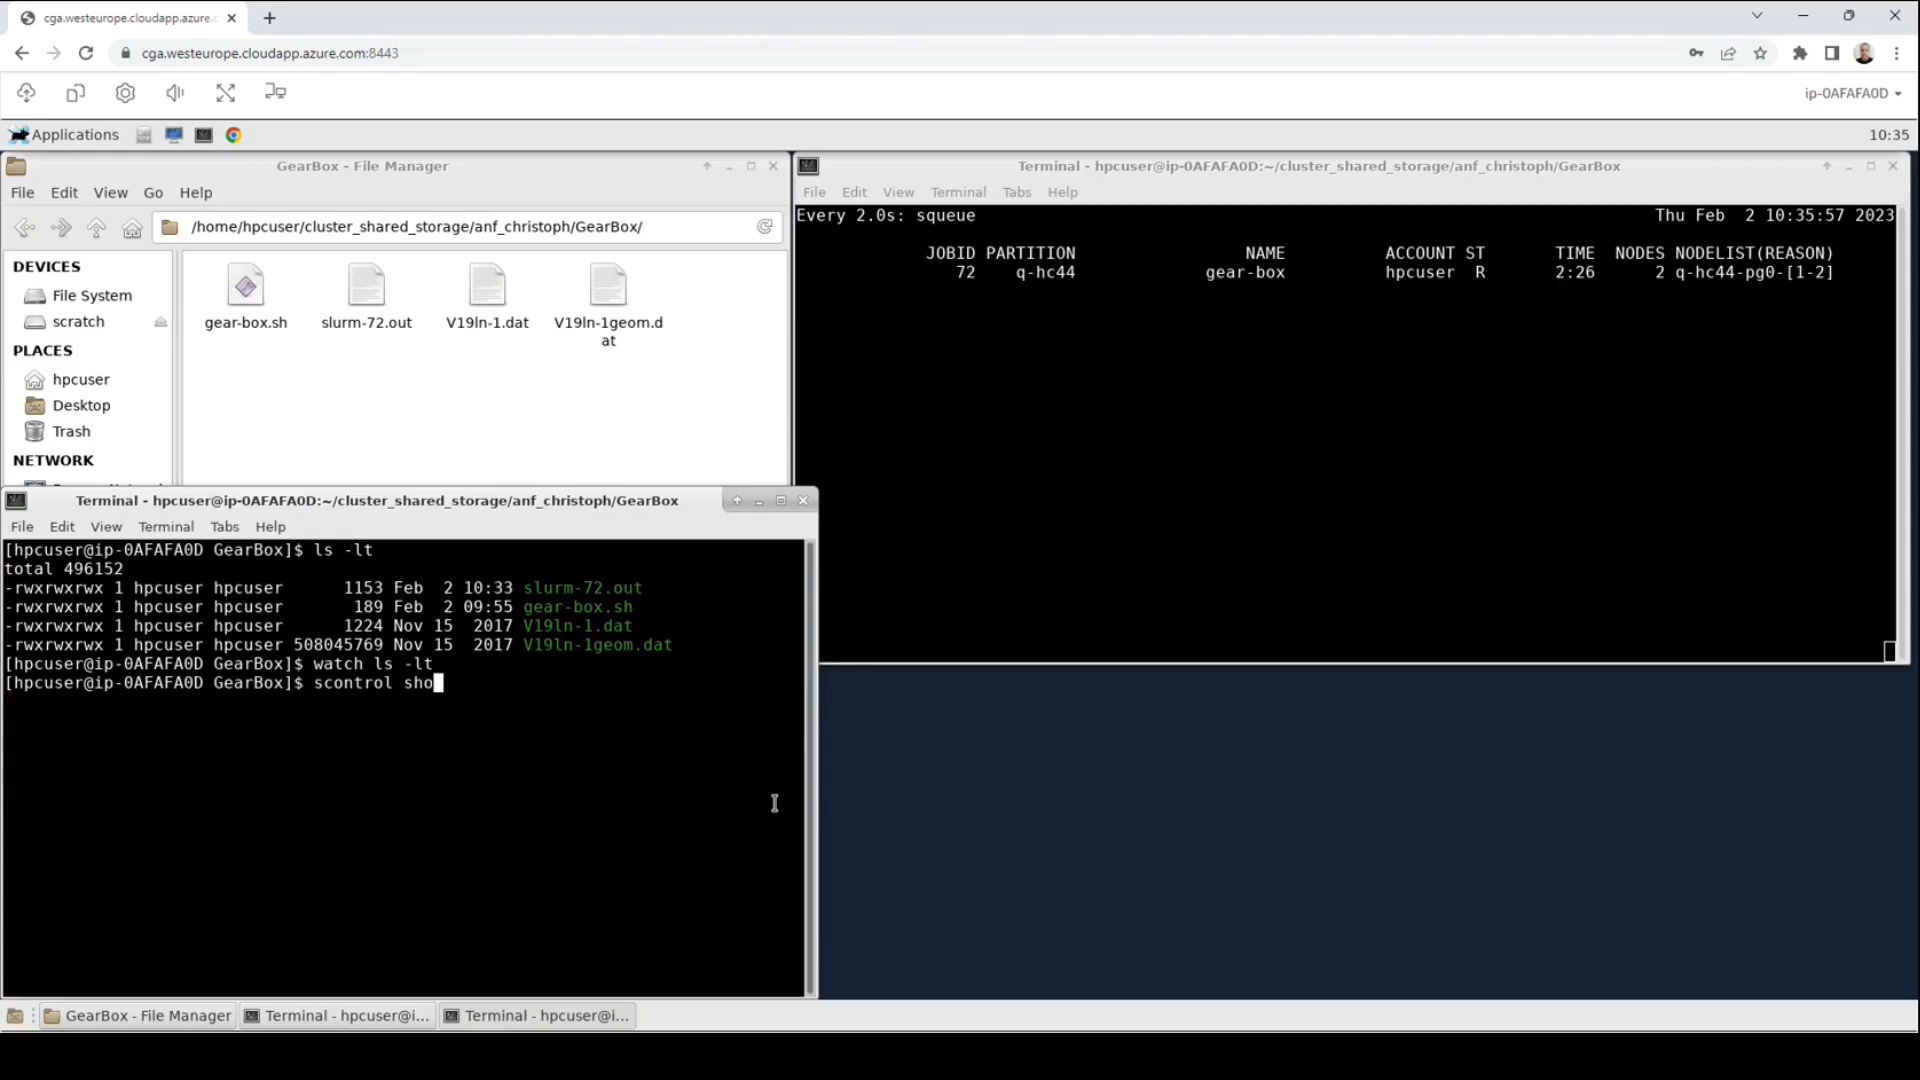 cga.westeurope.cloudapp.azure.c
cga.westeurope.cloudapp.azure.com:8443
ip-0AFAFA0D
Applications
10:35
GearBox - File Manager
File Edit View Go Help
/home/hpcuser/cluster_shared_storage/anf_christoph/GearBox/
DEVICES
File System
scratch
PLACES
hpcuser
Desktop
Trash
NETWORK
gear-box.sh
slurm-72.out
V19ln-1.dat
V19ln-1geom.d
at
Terminal - hpcuser@ip-0AFAFA0D:~/cluster_shared_storage/anf_christoph/GearBox
File Edit View Terminal Tabs Help
Every 2.0s: squeue Thu Feb  2 10:35:57 2023
JOBID PARTITION NAME ACCOUNT ST TIME NODES NODELIST(REASON)
72 q-hc44 gear-box hpcuser R 2:26 2 q-hc44-pg0-[1-2]
Terminal - hpcuser@ip-0AFAFA0D:~/cluster_shared_storage/anf_christoph/GearBox
File Edit View Terminal Tabs Help
[hpcuser@ip-0AFAFA0D GearBox]$ ls -lt
total 496152
-rwxrwxrwx 1 hpcuser hpcuser      1153 Feb  2 10:33 slurm-72.out
-rwxrwxrwx 1 hpcuser hpcuser       189 Feb  2 09:55 gear-box.sh
-rwxrwxrwx 1 hpcuser hpcuser      1224 Nov 15  2017 V19ln-1.dat
-rwxrwxrwx 1 hpcuser hpcuser 508045769 Nov 15  2017 V19ln-1geom.dat
[hpcuser@ip-0AFAFA0D GearBox]$ watch ls -lt
[hpcuser@ip-0AFAFA0D GearBox]$ scontrol sho
GearBox - File Manager
Terminal - hpcuser@i...
Terminal - hpcuser@i...